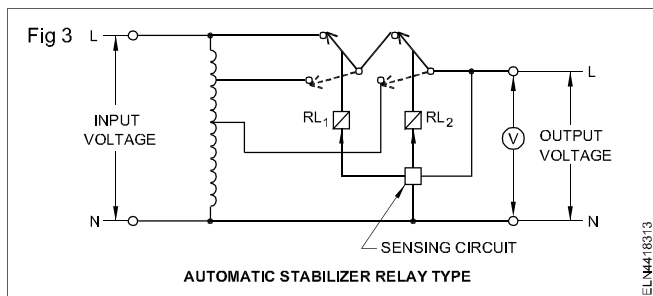 Fig 3
L
L
INPUT
VOLTAGE
RL1
RL2
V
OUTPUT
VOLTAGE
N
N
SENSING CIRCUIT
AUTOMATIC STABILIZER RELAY TYPE
ELN4418313